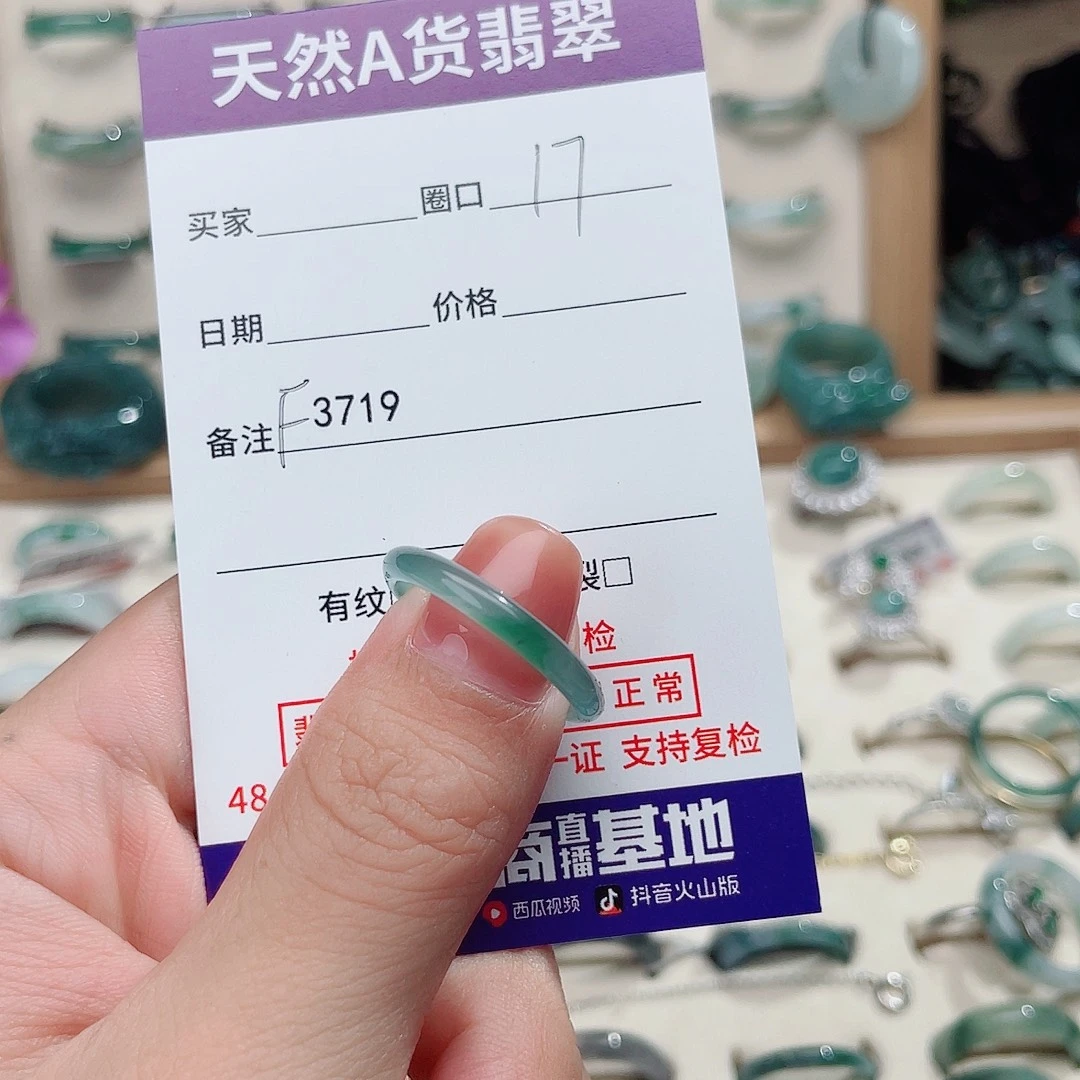 天然A货翡翠
买家 圈口 17
日期 价格
备注 F3719
有纹 裂□
检
正常
证 支持复检
48
商直播基地
西瓜视频 抖音火山版